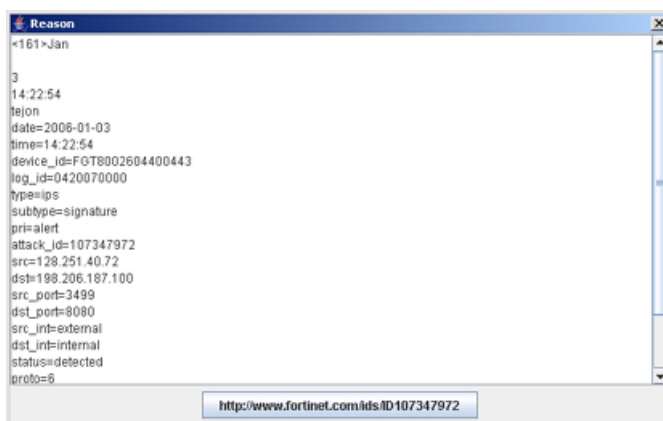 Reason
<161>Jan
3
14:22:54
tejon
date=2006-01-03
time=14:22:54
device_id=FGT8002604400443
log_id=0420070000
type=ips
subtype=signature
pri=alert
attack_id=107347972
src=128.251.40.72
dst=198.206.187.100
src_port=3499
dst_port=8080
src_int=external
dst_int=internal
status=detected
proto=6
http://www.fortinet.com/ids/ID107347972